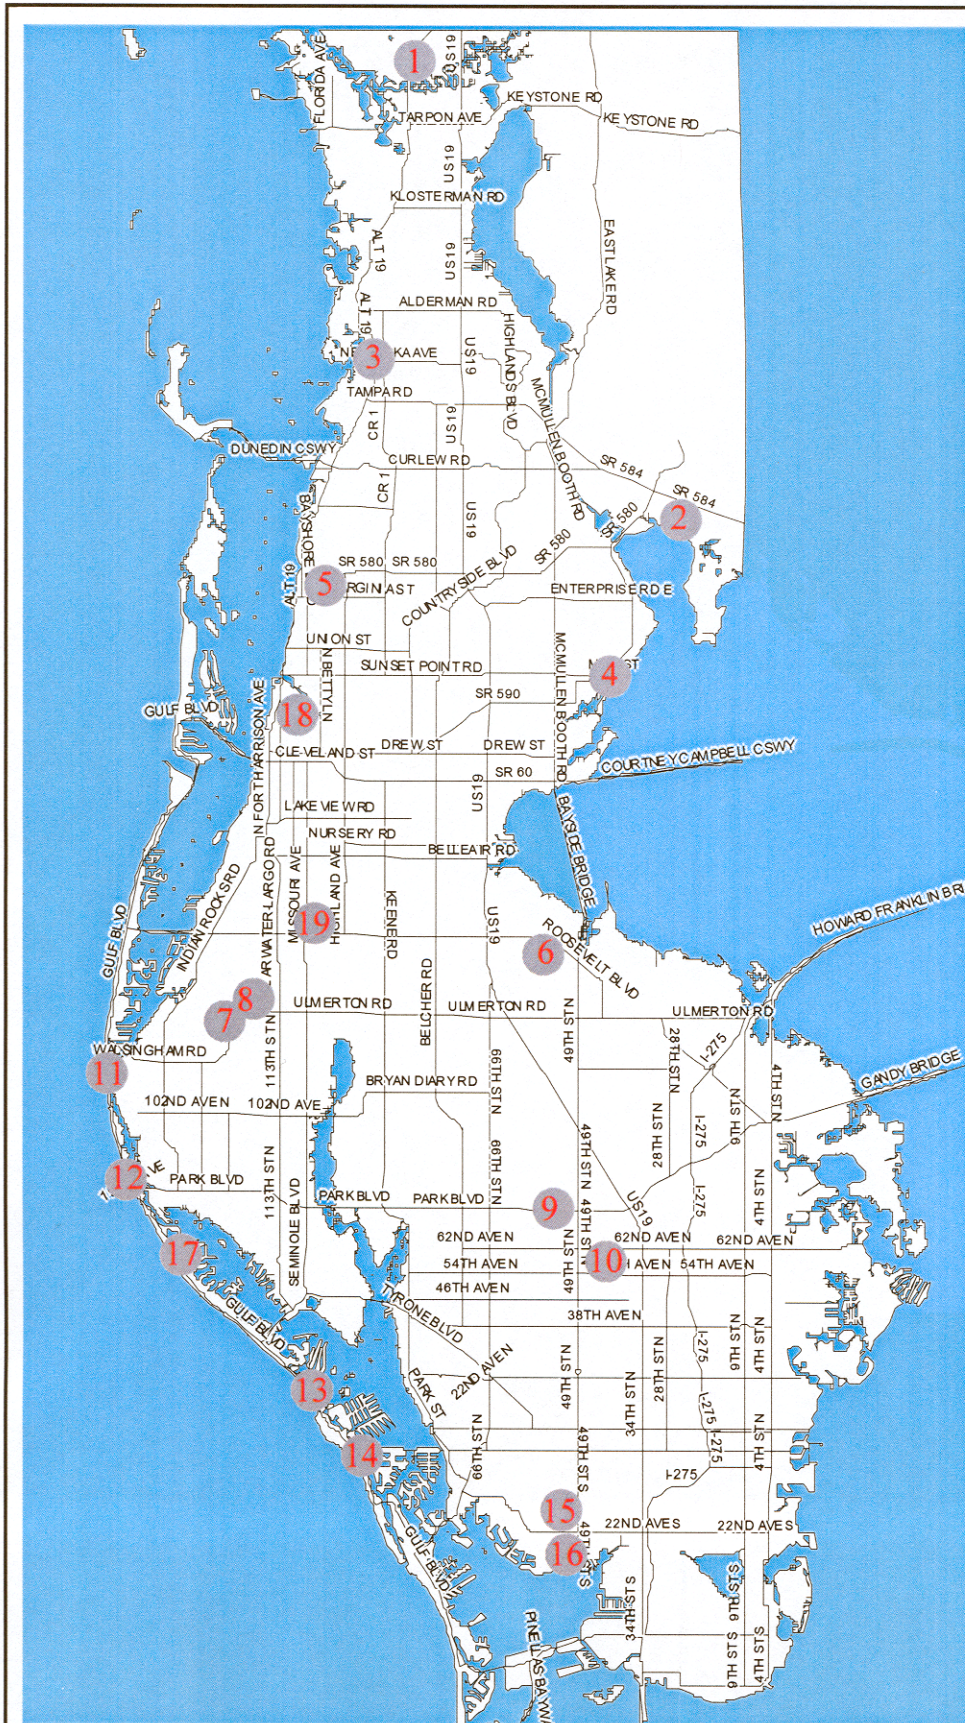 FLORIDA AVE
1
US19
KEYSTONE RD
KEYSTONE RD
TARPON AVE
US19
KLOSTERMAN RD
ALT 19
US19
EAST LAKE RD
ALT 19
ALDERMAN RD
HIGHLANDS BLVD
NE
3
KA AVE
US19
TAMPA RD
MCMULLEN BOOTH RD
CR 1
US19
DUNEDIN CSWY
CURLEW RD
SR 584
SR 584
CR 1
BAYSHORE
US19
SR 580
2
SR 580
SR 580
SR 580
COUNTRYSIDE BLVD
ALT 19
5
RGINIA ST
ENTERPRISE RD E
UNION ST
N BETTY LN
SUNSET POINT RD
MCMULLEN BOOTH RD
M
ST
4
SR 590
GULF BLVD
N FORT HARRISON AVE
18
CLEVELAND ST
DREW ST
DREW ST
COURTNEY CAMPBELL CSWY
SR 60
US19
LAKEVIEW RD
BAYSIDE BRIDGE
NURSERY RD
BELLEAIR RD
INDIAN ROCKS RD
ARWATER-LARGO RD
MISSOURI AVE
HIGHLAND AVE
KEENE RD
US19
GULF BLVD
19
HOWARD FRANKLIN BRI
ROOSEVELT BLVD
6
BELCHER RD
8
ULMERTON RD
ULMERTON RD
ULMERTON RD
7
113TH ST N
49TH ST N
28TH ST N
I-275
WALSINGHAM RD
11
69TH ST N
4TH ST N
GANDY BRIDGE
BRYAN DIARY RD
102ND AVE N
102ND AVE
9TH ST N
I-275
28TH ST N
49TH ST N
66TH ST N
12
VE
PARK BLVD
113TH ST N
SEMINOLE BLVD
PARK BLVD
PARK BLVD
9
49TH ST N
US19
I-275
4TH ST N
17
62ND AVE N
62ND AVE N
62ND AVE N
54TH AVE N
10
H AVE N
54TH AVE N
49TH ST N
46TH AVE N
GULF BLVD
TYRONE BLVD
38TH AVE N
I-275
9TH ST N
4TH ST N
28TH ST N
49TH ST N
22ND AVE N
13
PARK ST
34TH ST N
I-275
14
66TH ST N
49TH ST S
I-275
4TH ST N
I-275
15
22ND AVE S
22ND AVE S
49T
16
T S
GULF BLVD
34TH ST S
9TH ST S
PINELLAS BAYWA
9TH ST S
4TH ST S